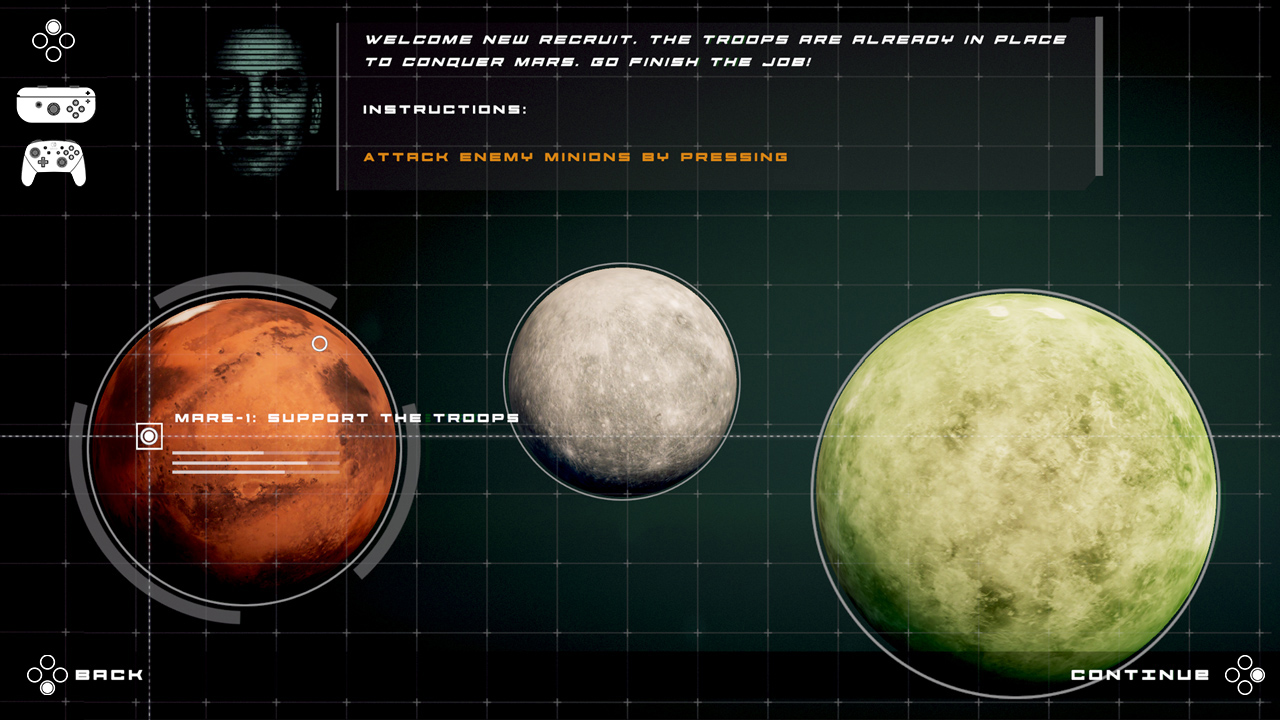 WELCOME NEW RECRUIT. THE TROOPS ARE ALREADY IN PLACE
TO CONQUER MARS. GO FINISH THE JOB!
INSTRUCTIONS:
ATTACK ENEMY MINIONS BY PRESSING
MARS-1: SUPPORT THE TROOPS
BACK
CONTINUE